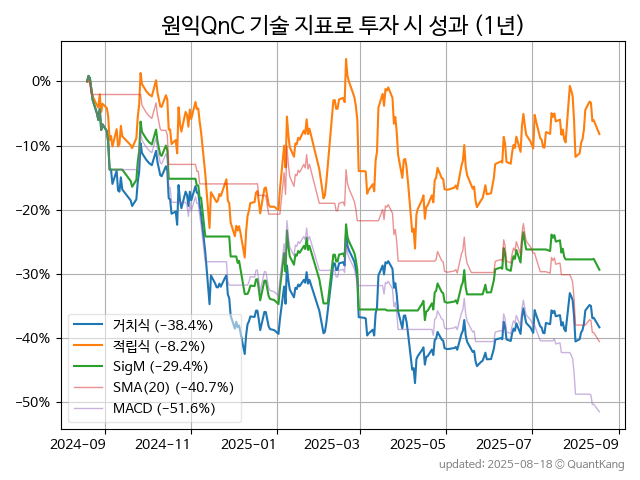 원익QnC 기술 지표로 투자 시 성과 (1년)
0%
−10%
−20%
−30%
−40%
−50%
거치식 (−38.4%)
적립식 (−8.2%)
SigM (−29.4%)
SMA(20) (−40.7%)
MACD (−51.6%)
2024−09
2024−11
2025−01
2025−03
2025−05
2025−07
2025−09
updated: 2025-08-18 © QuantKang